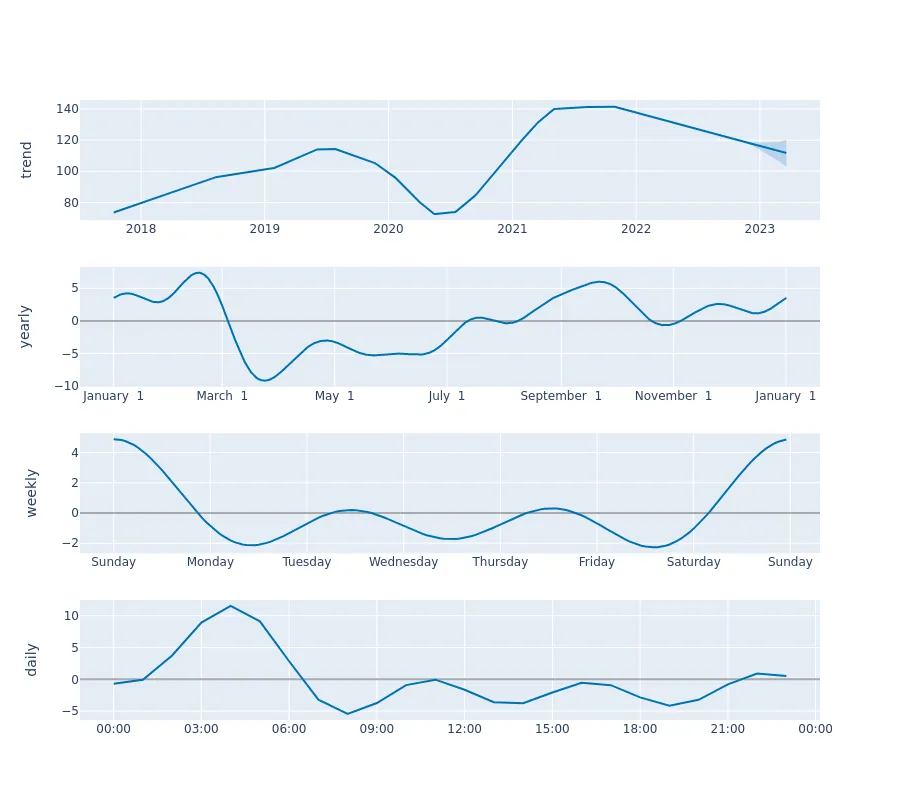 trend
140
120
100
80
2018 2019 2020 2021 2022 2023
yearly
5
0
−5
−10
January 1 March 1 May 1 July 1 September 1 November 1 January 1
weekly
4
2
0
−2
Sunday Monday Tuesday Wednesday Thursday Friday Saturday Sunday
daily
10
5
0
−5
00:00 03:00 06:00 09:00 12:00 15:00 18:00 21:00 00:00